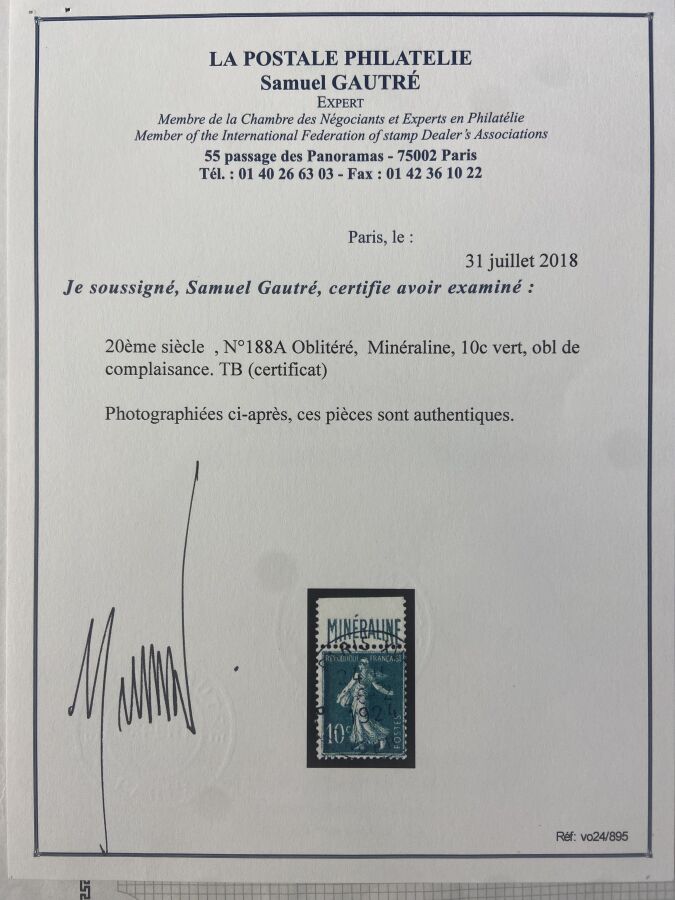 LA POSTALE PHILATELIE
Samuel GAUTRÉ
EXPERT
Membre de la Chambre des Négociants et Experts en Philatélie
Member of the International Federation of stamp Dealer's Associations
55 passage des Panoramas - 75002 Paris
Tél. : 01 40 26 63 03 - Fax : 01 42 36 10 22
Paris, le :
31 juillet 2018
Je soussigné, Samuel Gautré, certifie avoir examiné :
20ème siècle , N°188A Oblitéré, Minéraline, 10c vert, obl de
complaisance. TB (certificat)
Photographiées ci-après, ces pièces sont authentiques.
MINÉRALINE
REPUBLIQUE FRANÇAISE
1924
10c
POSTES
Réf: vo24/895